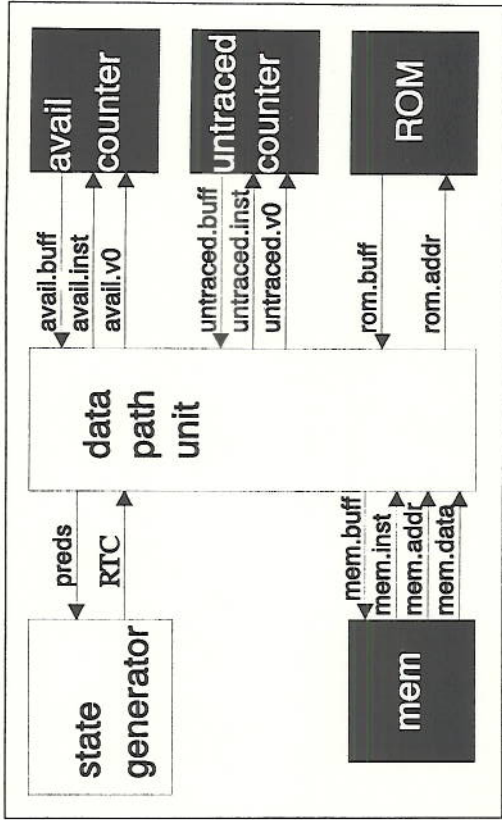 state
generator
preds
RTC
data
path
unit
avail.buff
avail.inst
avail.v0
avail
counter
untraced.buff
untraced.inst
untraced.v0
untraced
counter
rom.buff
rom.addr
ROM
mem.buff
mem.inst
mem.addr
mem.data
mem